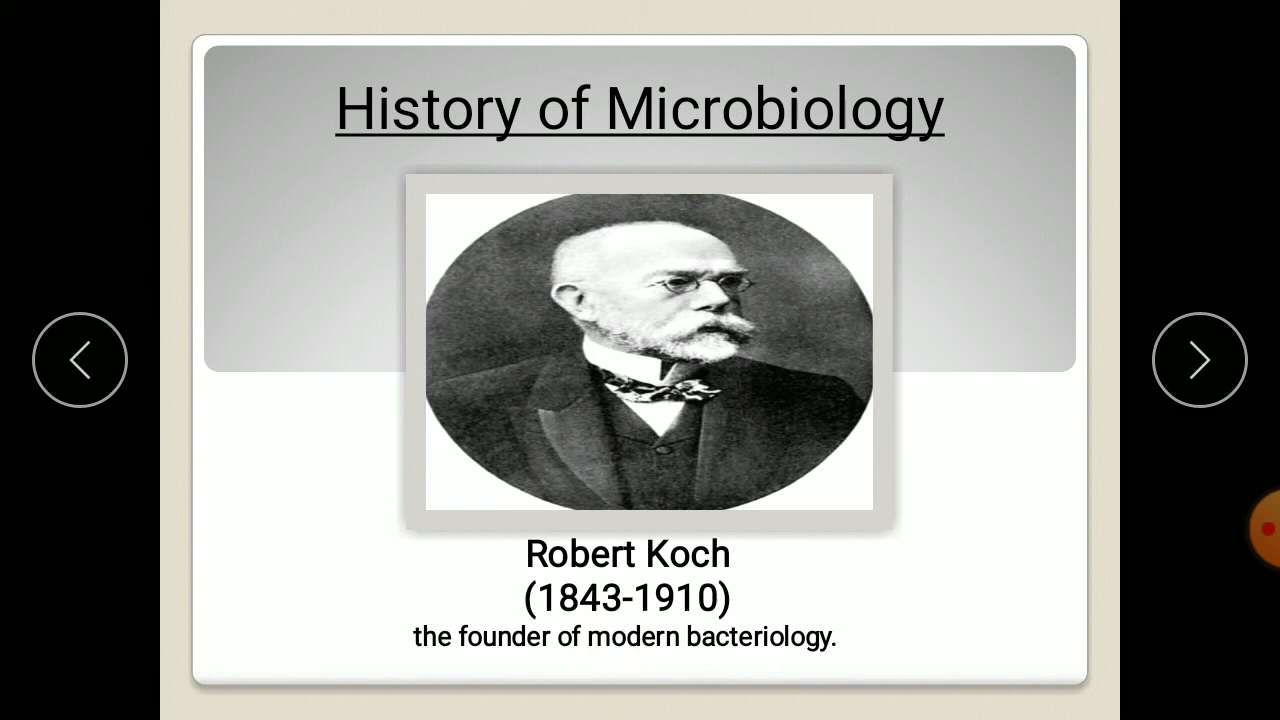 History of Microbiology
Robert Koch
(1843-1910)
the founder of modern bacteriology.